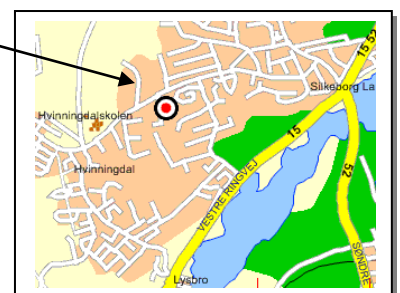 15 52
Silkeborg La
Hvinningdalskolen
15
Hvinningdal
52
VESTRE RINGVEJ
SØNDRE
Lysbro